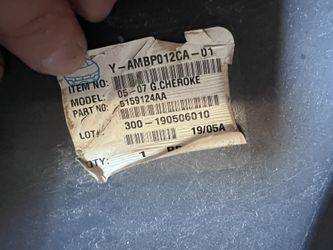 Y-AMBP012CA-01
ITEM NO:
05-07 G.CHEROKE
MODEL:
5159124AA
PART NO:
300-190506010
LOT#
19/05A
QTY: 1